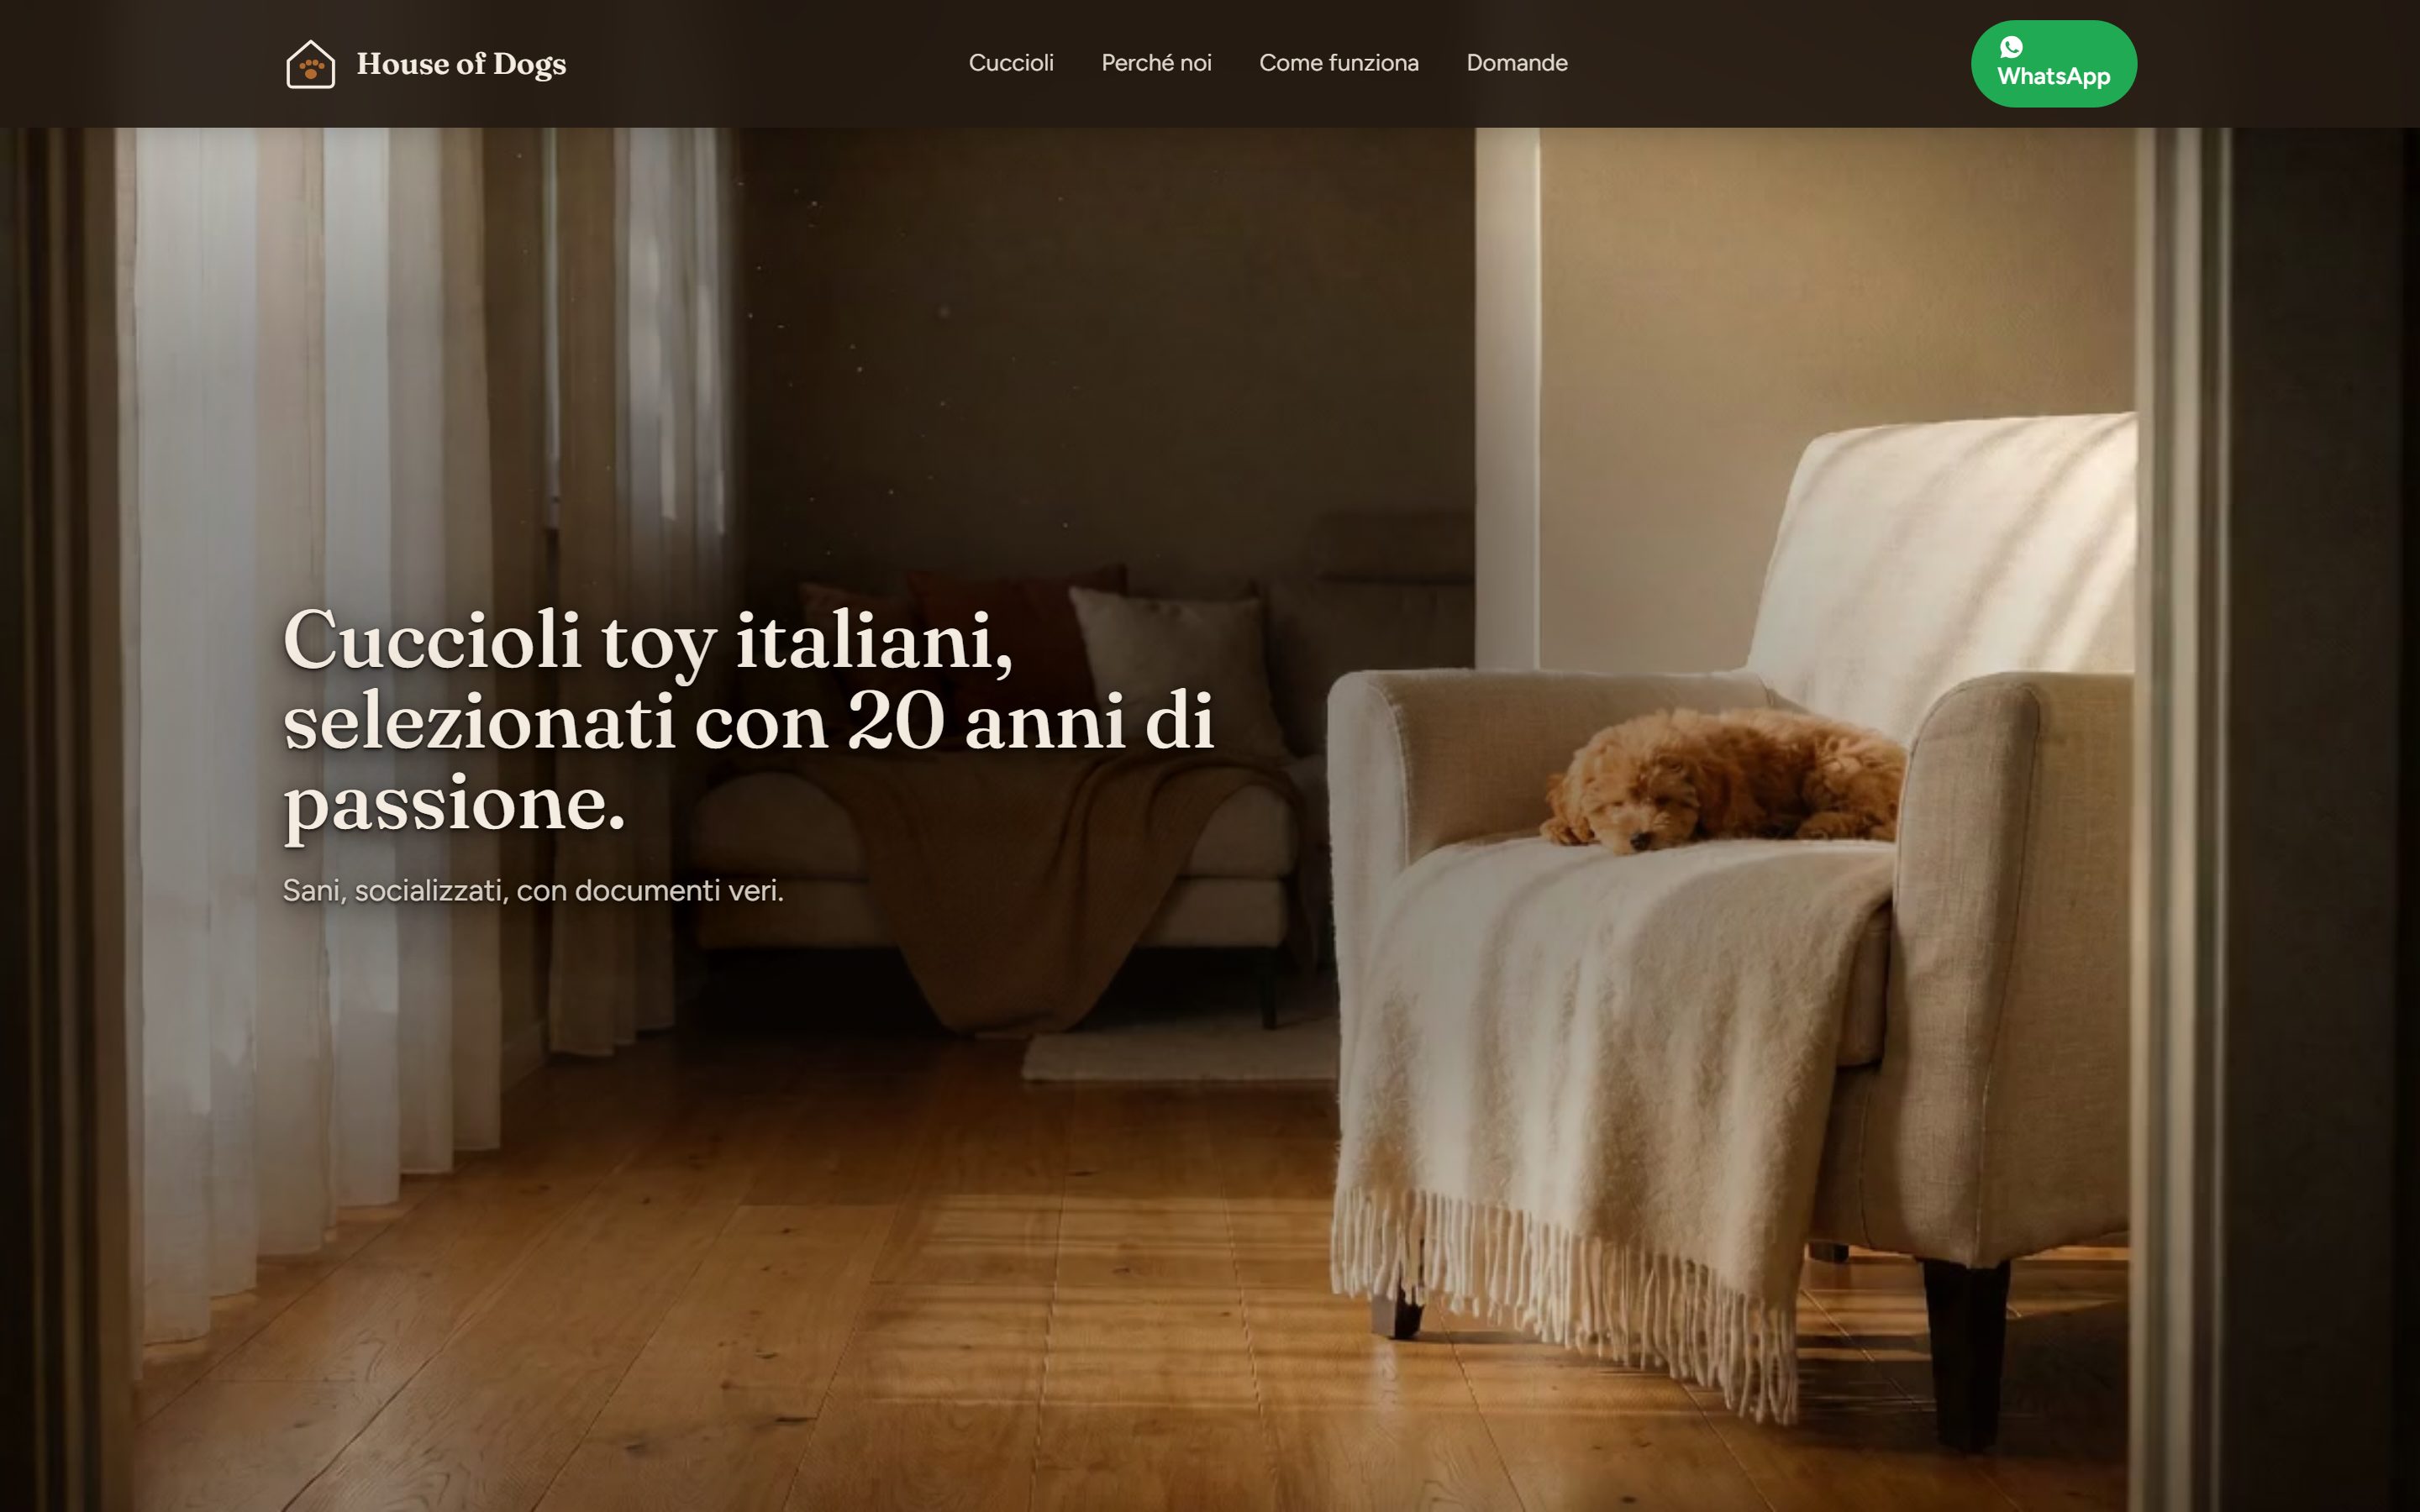 House of Dogs
Cuccioli
Perché noi
Come funziona
Domande
WhatsApp
Cuccioli toy italiani,
selezionati con 20 anni di
passione.
Sani, socializzati, con documenti veri.